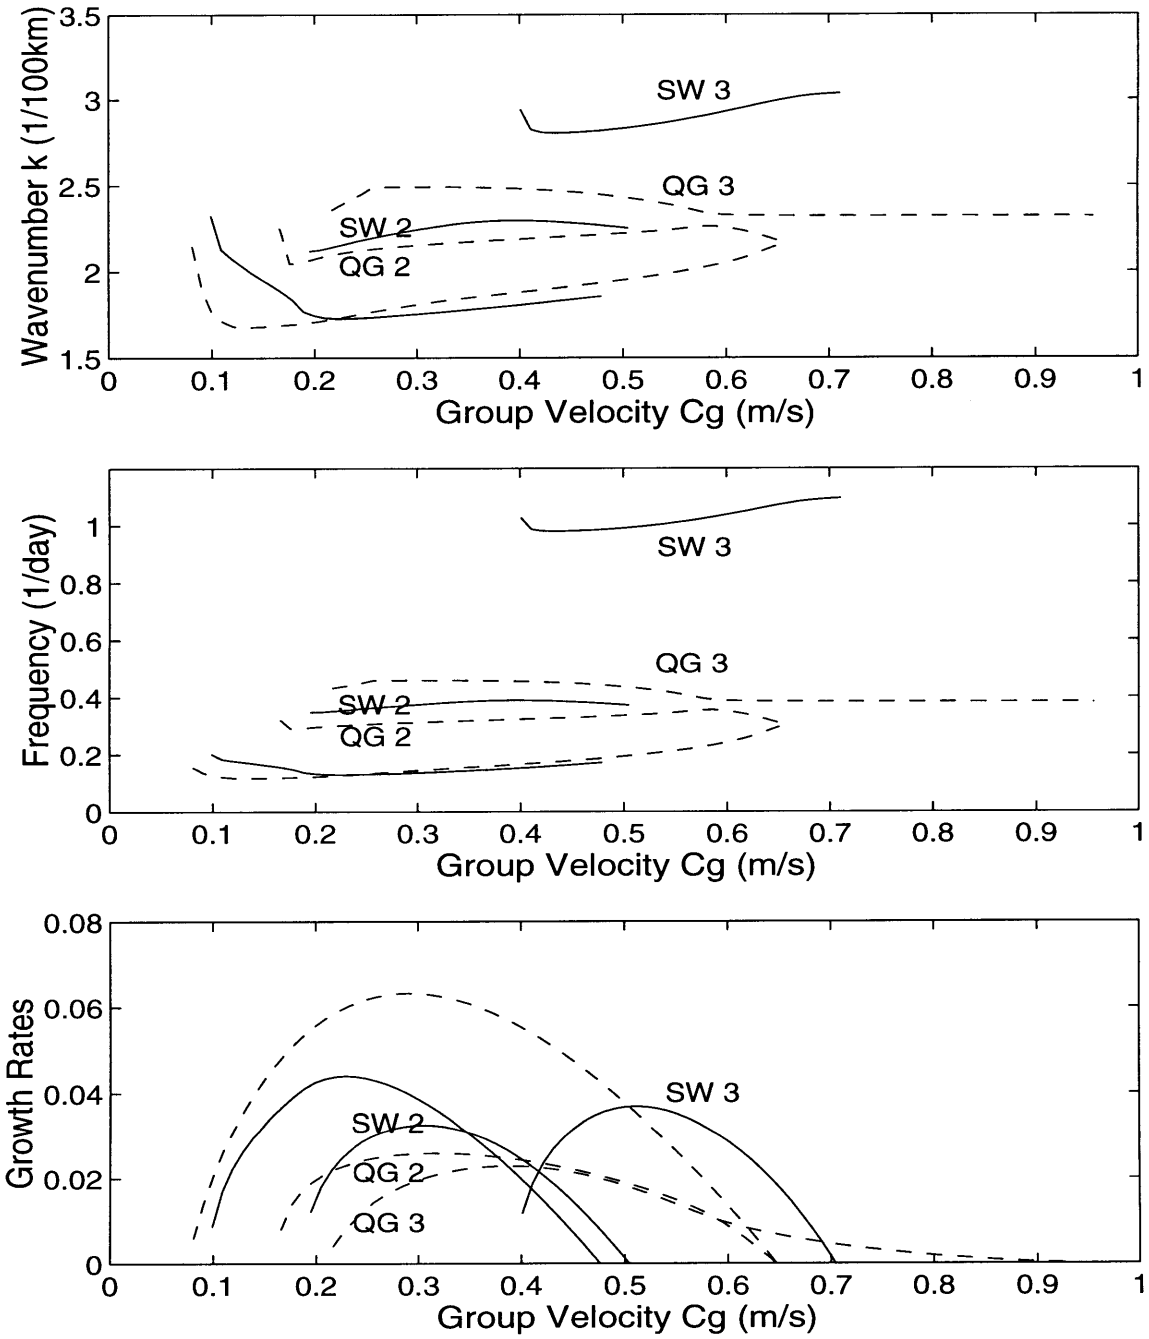 3.5
SW 3
3
QG 3
2.5
SW 2
QG 2
2
1.5
Wavenumber k (1/100km)
0 0.1 0.2 0.3 0.4 0.5 0.6 0.7 0.8 0.9 1
Group Velocity Cg (m/s)
1
SW 3
0.8
QG 3
0.6
SW 2
0.4
QG 2
0.2
0
Frequency (1/day)
0 0.1 0.2 0.3 0.4 0.5 0.6 0.7 0.8 0.9 1
Group Velocity Cg (m/s)
0.08
0.06
SW 3
0.04
SW 2
QG 2
0.02
QG 3
0
Growth Rates
0 0.1 0.2 0.3 0.4 0.5 0.6 0.7 0.8 0.9 1
Group Velocity Cg (m/s)